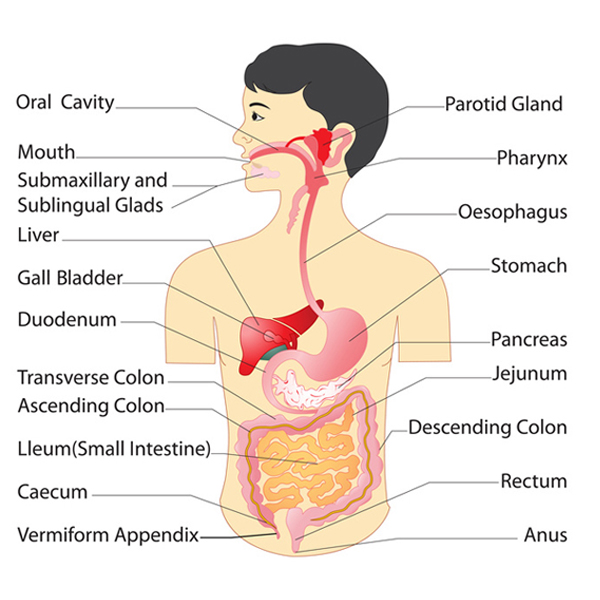 Oral Cavity
Mouth
Submaxillary and
Sublingual Glads
Liver
Gall Bladder
Duodenum
Transverse Colon
Ascending Colon
Lleum(Small Intestine)
Caecum
Vermiform Appendix
Parotid Gland
Pharynx
Oesophagus
Stomach
Pancreas
Jejunum
Descending Colon
Rectum
Anus